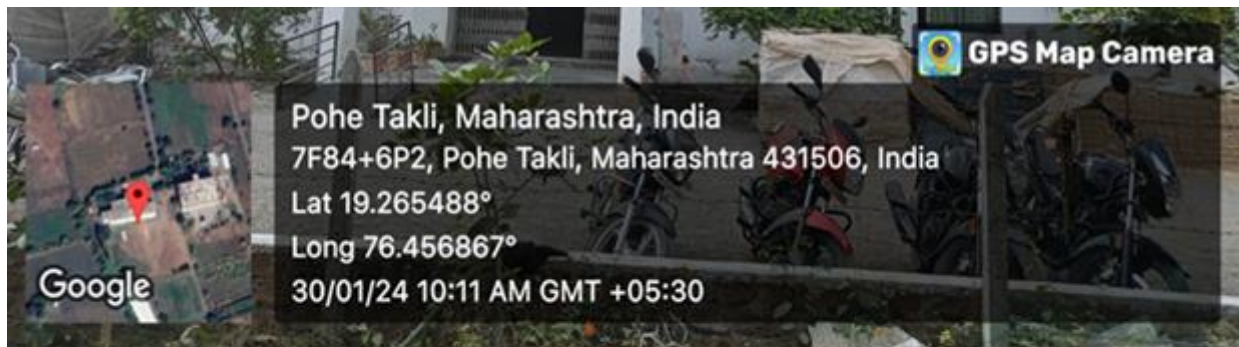 GPS Map Camera
Pohe Takli, Maharashtra, India
7F84+6P2, Pohe Takli, Maharashtra 431506, India
Lat 19.265488°
Long 76.456867°
30/01/24 10:11 AM GMT +05:30
Google